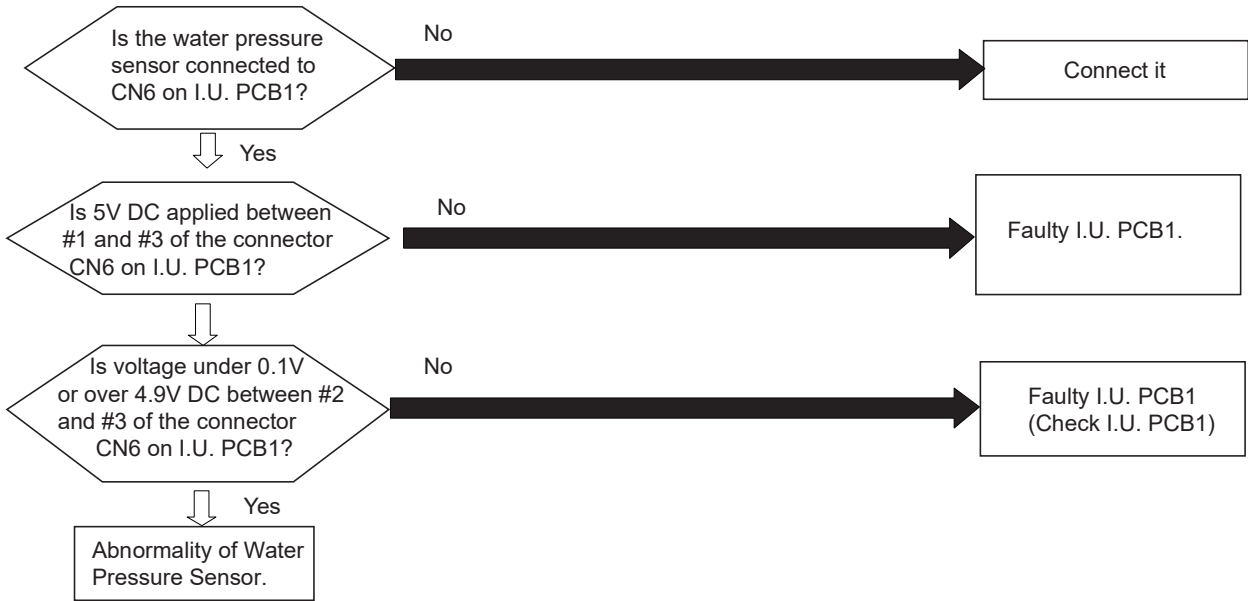 Is the water pressure
sensor connected to
CN6 on I.U. PCB1?
No
Connect it
Yes
Is 5V DC applied between
#1 and #3 of the connector
CN6 on I.U. PCB1?
No
Faulty I.U. PCB1.
Is voltage under 0.1V
or over 4.9V DC between #2
and #3 of the connector
CN6 on I.U. PCB1?
No
Faulty I.U. PCB1
(Check I.U. PCB1)
Yes
Abnormality of Water
Pressure Sensor.